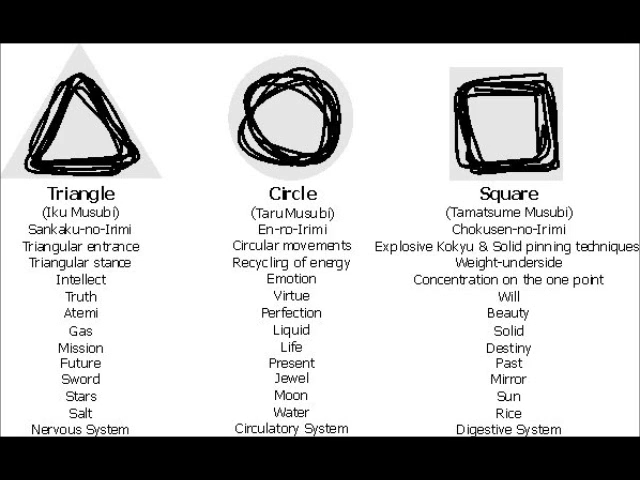 Triangle
(Iku Musubi)
Sankaku-no-Irimi
Triangular entrance
Triangular stance
Intellect
Truth
Atemi
Gas
Mission
Future
Sword
Stars
Salt
Nervous System
Circle
(TaruMusubi)
En-ro-Irimi
Circular movements
Recycling of energy
Emotion
Virtue
Perfection
Liquid
Life
Present
Jewel
Moon
Water
Circulatory System
Square
(Tamatsume Musubi)
Chokusen-no-Irimi
Explosive Kokyu & Solid pinning techniques
Weight-underside
Concentration on the one point
Will
Beauty
Solid
Destiny
Past
Mirror
Sun
Rice
Digestive System